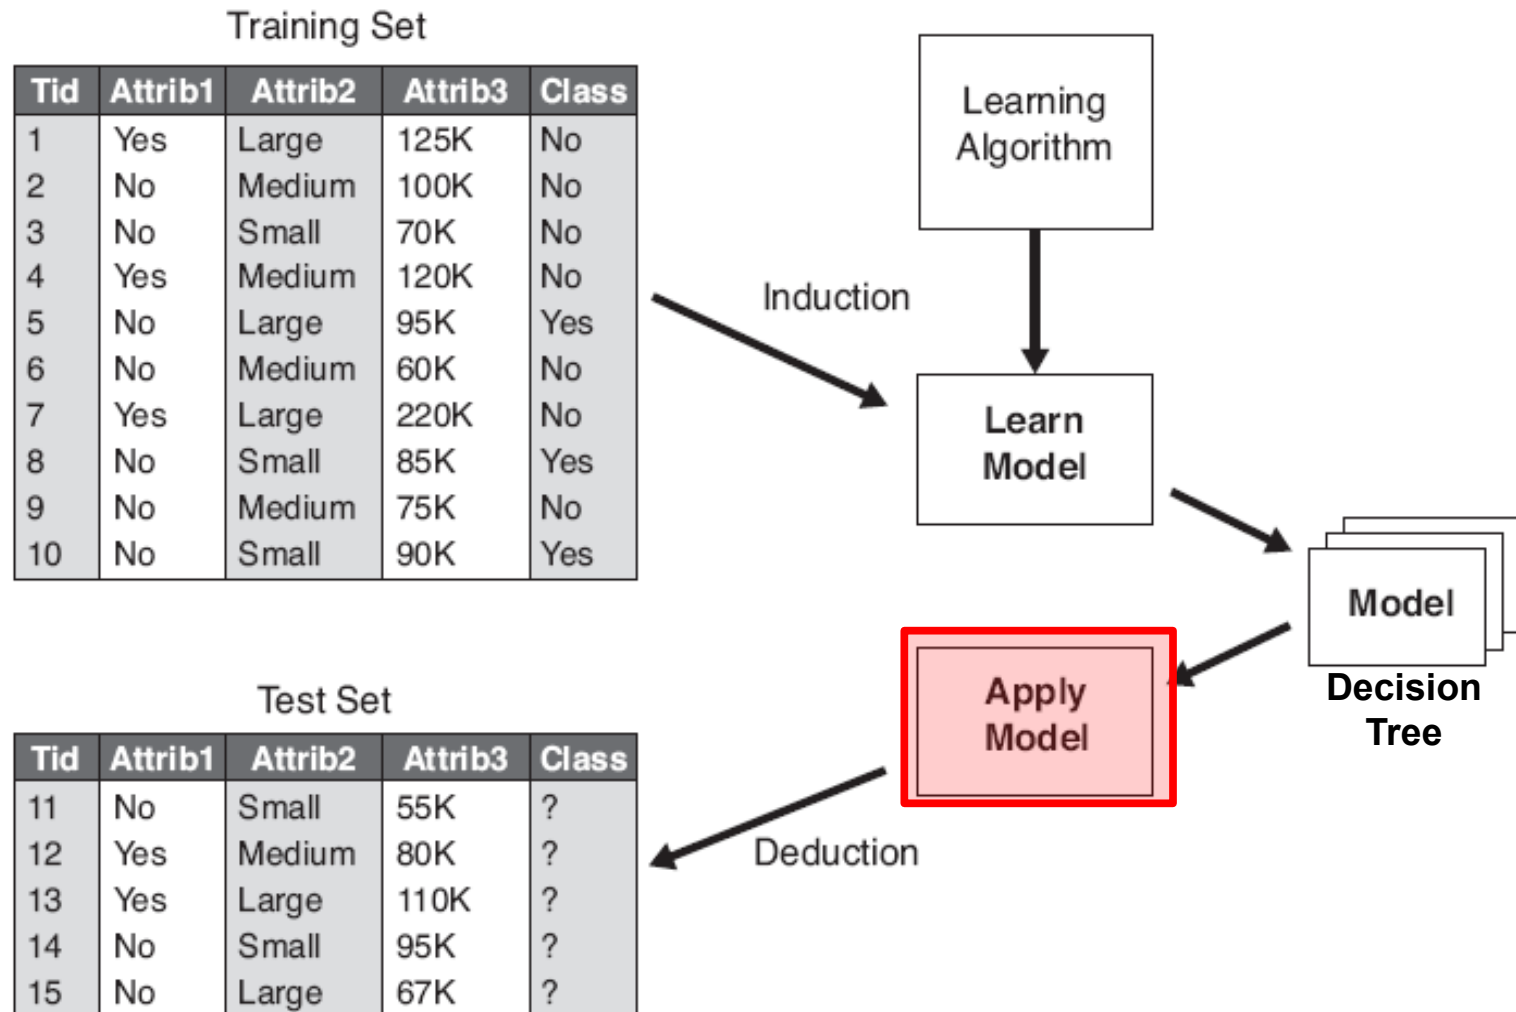 Training Set
Tid Attrib1 Attrib2 Attrib3 Class
1 Yes Large 125K No
2 No Medium 100K No
3 No Small 70K No
4 Yes Medium 120K No
5 No Large 95K Yes
6 No Medium 60K No
7 Yes Large 220K No
8 No Small 85K Yes
9 No Medium 75K No
10 No Small 90K Yes
Learning
Algorithm
Induction
Learn
Model
Model
Decision
Tree
Apply
Model
Deduction
Test Set
Tid Attrib1 Attrib2 Attrib3 Class
11 No Small 55K ?
12 Yes Medium 80K ?
13 Yes Large 110K ?
14 No Small 95K ?
15 No Large 67K ?